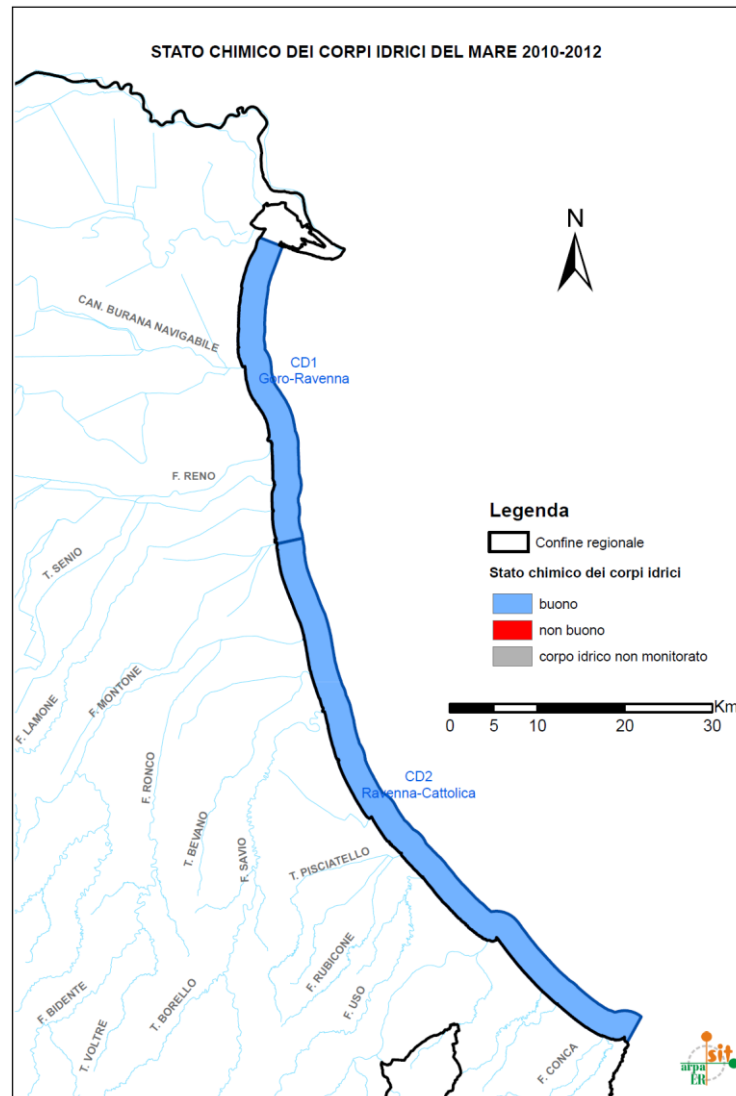 STATO CHIMICO DEI CORPI IDRICI DEL MARE 2010-2012
N
CAN. BURANA NAVIGABILE
CD1
Goro-Ravenna
F. RENO
T. SENIO
Legenda
Confine regionale
Stato chimico dei corpi idrici
buono
non buono
corpo idrico non monitorato
Km
0 5 10 20 30
F. LAMONE
F. MONTONE
F. RONCO
T. BEVANO
F. SAVIO
CD2
Ravenna-Cattolica
T. PISCIATELLO
F. RUBICONE
F. USO
F. BIDENTE
T. VOLTRE
T. BORELLO
F. CONCA
sit
arpa
ER